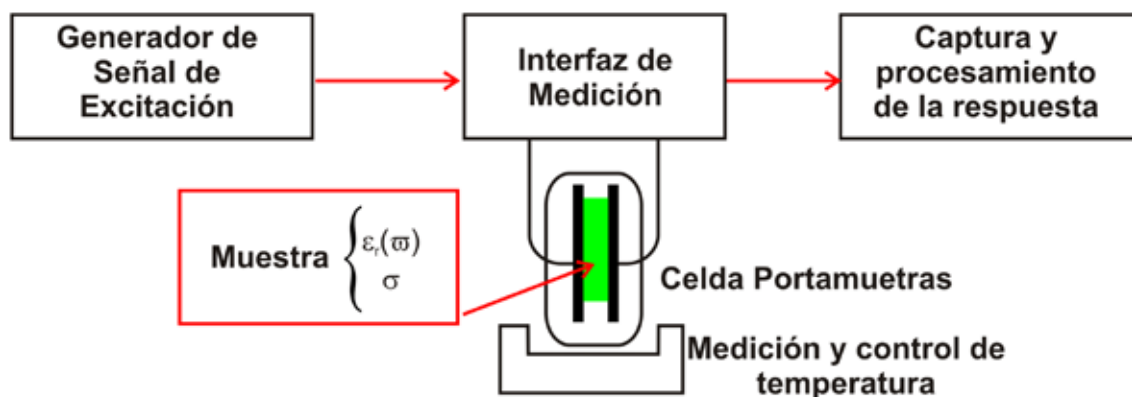 Generador de
Señal de
Excitación
Interfaz de
Medición
Captura y
procesamiento
de la respuesta
Muestra { εᵣ(ϖ)
σ
Celda Portamuetras
Medición y control de
temperatura